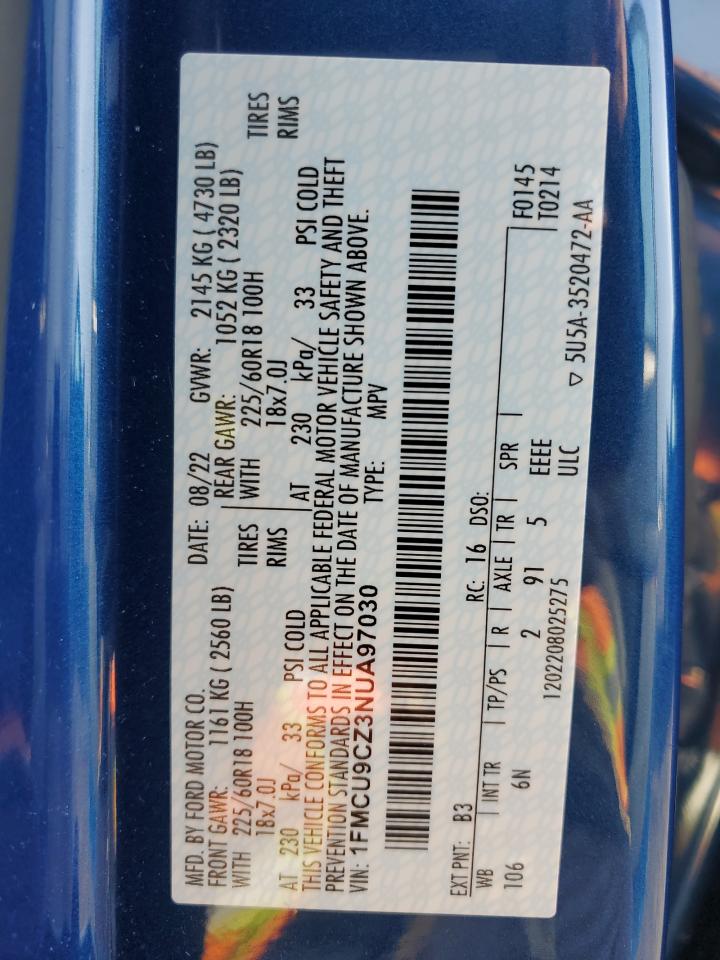 MFD. BY FORD MOTOR CO. DATE: 08/22 GVWR: 2145 KG ( 4730 LB)
FRONT GAWR: 1161 KG ( 2560 LB) REAR GAWR: 1052 KG ( 2320 LB)
WITH 225/60R18 100H TIRES WITH 225/60R18 100H TIRES
18x7.0J RIMS 18x7.0J RIMS
AT 230 kPa/ 33 PSI COLD AT 230 kPa/ 33 PSI COLD
THIS VEHICLE CONFORMS TO ALL APPLICABLE FEDERAL MOTOR VEHICLE SAFETY AND THEFT
PREVENTION STANDARDS IN EFFECT ON THE DATE OF MANUFACTURE SHOWN ABOVE.
VIN: 1FMCU9CZ3NUA97030 TYPE: MPV
EXT PNT: B3 RC: 16 DSO:
WB | INT TR | TP/PS | R | AXLE | TR | SPR | F0145
106 6N 2 91 5 EEEE T0214
1202208025275 ULC
▽ 5U5A-3520472-AA